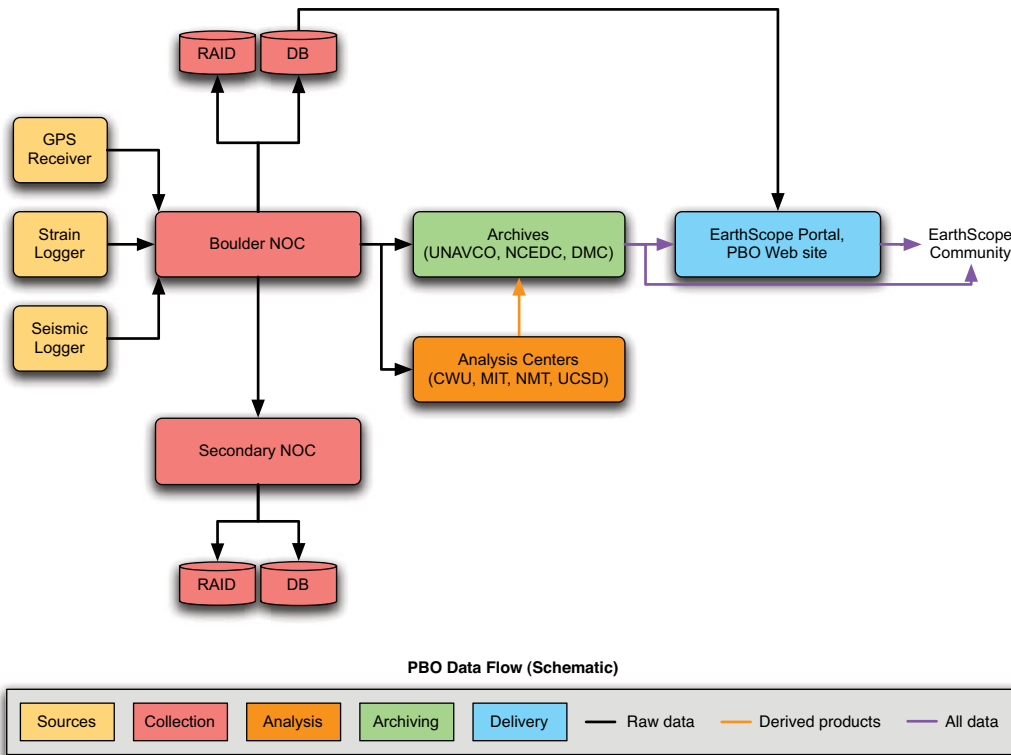 RAID
DB
GPS
Receiver
Strain
Logger
Boulder NOC
Archives
(UNAVCO, NCEDC, DMC)
EarthScope Portal,
PBO Web site
EarthScope
Community
Seismic
Logger
Analysis Centers
(CWU, MIT, NMT, UCSD)
Secondary NOC
RAID
DB
PBO Data Flow (Schematic)
Sources
Collection
Analysis
Archiving
Delivery
Raw data
Derived products
All data